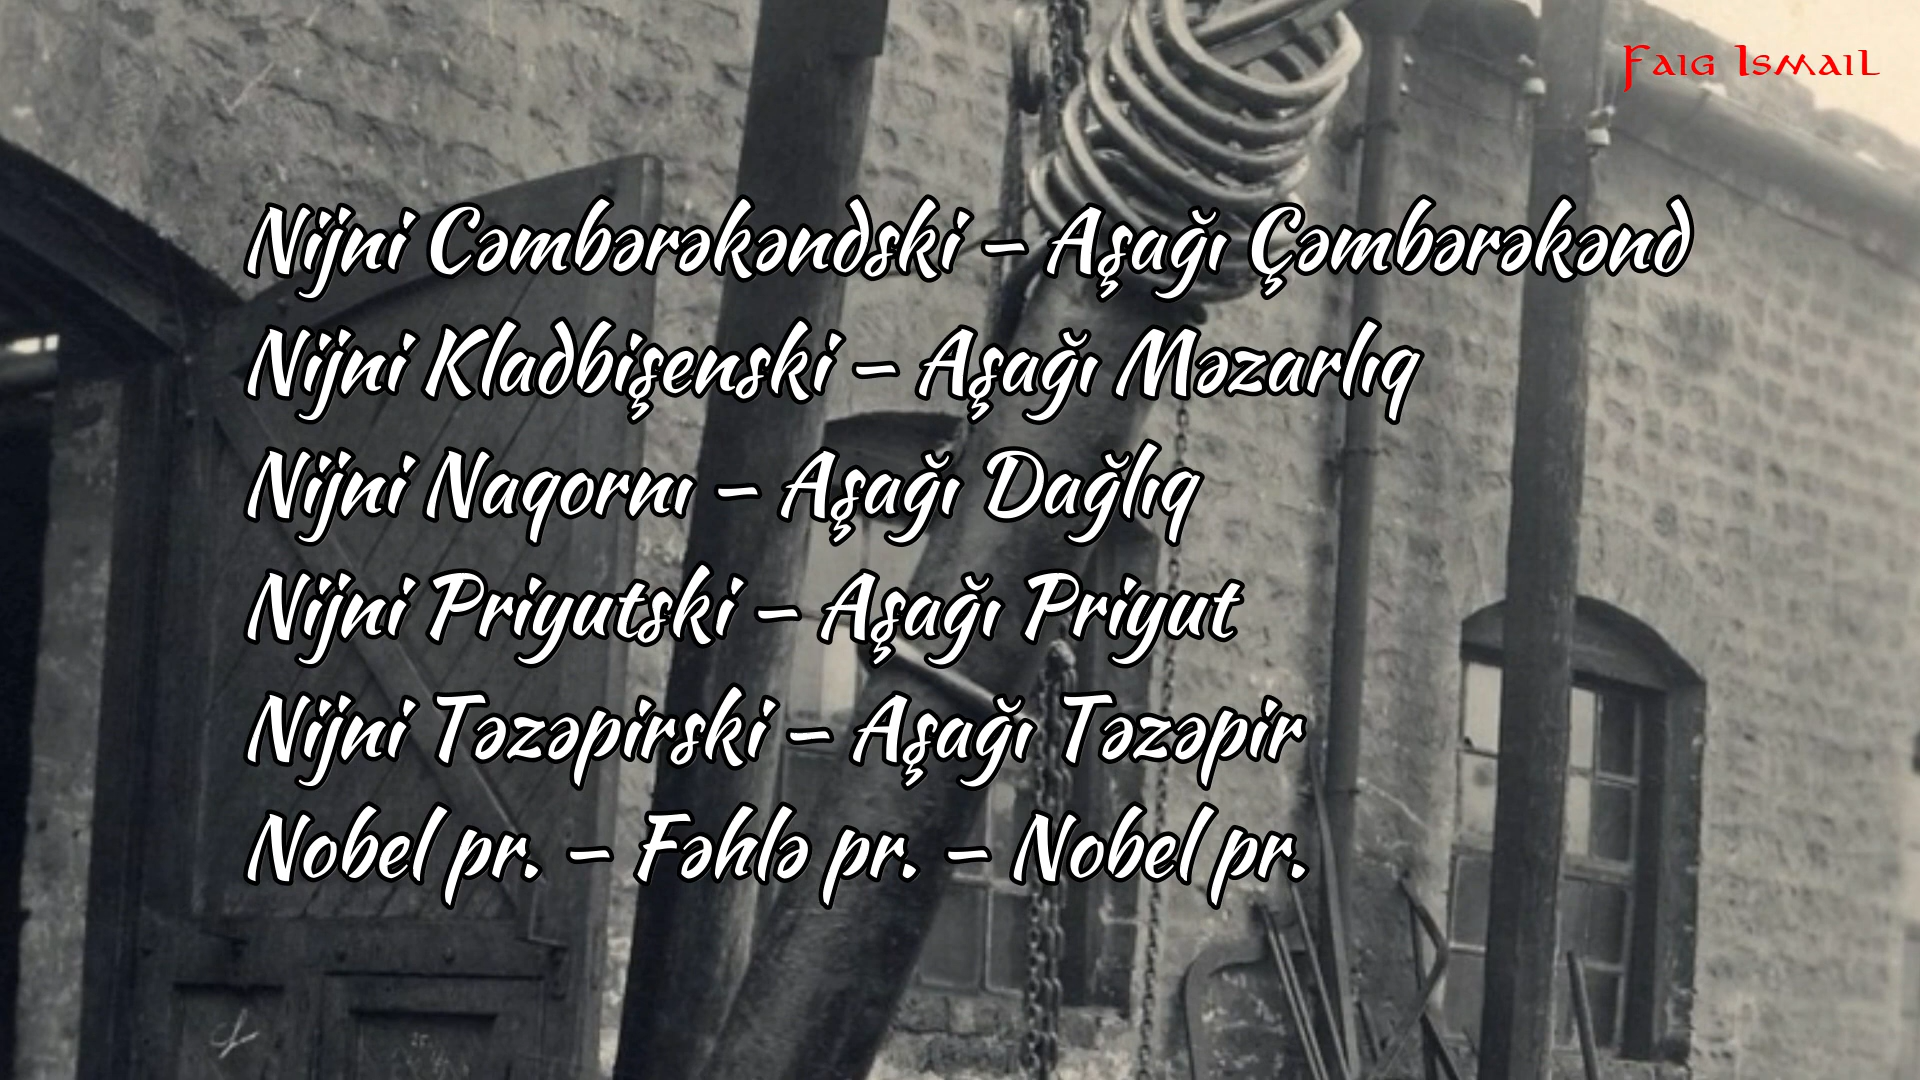 Faig Ismail
Nijni Cəmbərəkəndski – Aşağı Çəmbərəkənd
Nijni Kladbişenski – Aşağı Məzarlıq
Nijni Naqornı – Aşağı Dağlıq
Nijni Priyutski – Aşağı Priyut
Nijni Təzəpirski – Aşağı Təzəpir
Nobel pr. – Fəhlə pr. – Nobel pr.